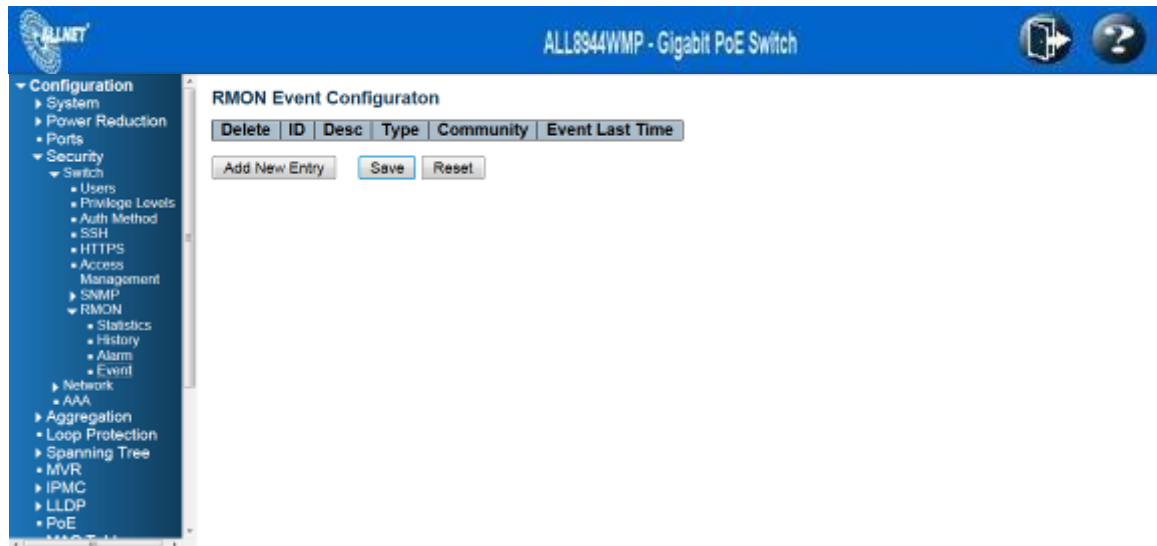 ALLNET
ALL8944WMP - Gigabit PoE Switch
Configuration
System
Power Reduction
Ports
Security
Switch
Users
Privilege Levels
Auth Method
SSH
HTTPS
Access
Management
SNMP
RMON
Statistics
History
Alarm
Event
Network
AAA
Aggregation
Loop Protection
Spanning Tree
MVR
IPMC
LLDP
PoE
RMON Event Configuraton
Delete ID Desc Type Community Event Last Time
Add New Entry Save Reset